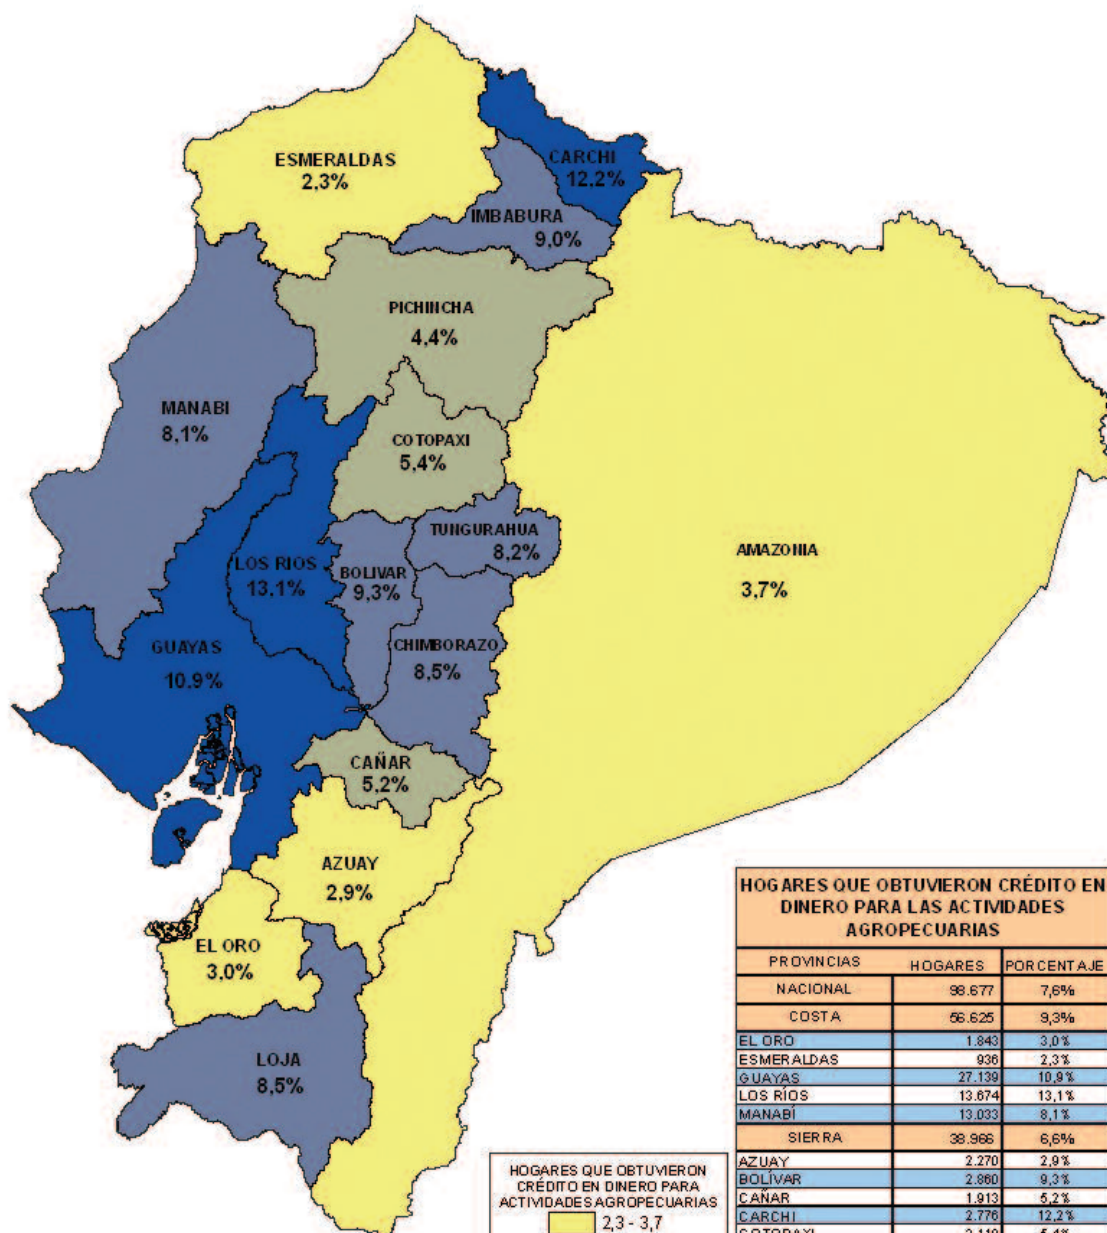 ESMERALDAS
2,3%
CARCHI
12,2%
IMBABURA
9,0%
PICHINCHA
4,4%
MANABI
8,1%
COTOPAXI
5,4%
TUNGURAHUA
8,2%
LOS RIOS
13,1%
BOLIVAR
9,3%
AMAZONIA
3,7%
GUAYAS
10,9%
CHIMBORAZO
8,5%
CAÑAR
5,2%
AZUAY
2,9%
EL ORO
3,0%
LOJA
8,5%
HOGARES QUE OBTUVIERON CRÉDITO EN
DINERO PARA LAS ACTIVIDADES
AGROPECUARIAS
PROVINCIAS HOGARES PORCENTAJE
NACIONAL 98.677 7,6%
COSTA 56.625 9,3%
EL ORO 1.843 3,0%
ESMERALDAS 936 2,3%
GUAYAS 27.139 10,9%
LOS RÍOS 13.674 13,1%
MANABÍ 13.033 8,1%
SIERRA 38.966 6,6%
AZUAY 2.270 2,9%
BOLÍVAR 2.860 9,3%
CAÑAR 1.913 5,2%
CARCHI 2.776 12,2%
COTOPAXI 5,4%
HOGARES QUE OBTUVIERON
CRÉDITO EN DINERO PARA
ACTIVIDADES AGROPECUARIAS
2,3 - 3,7